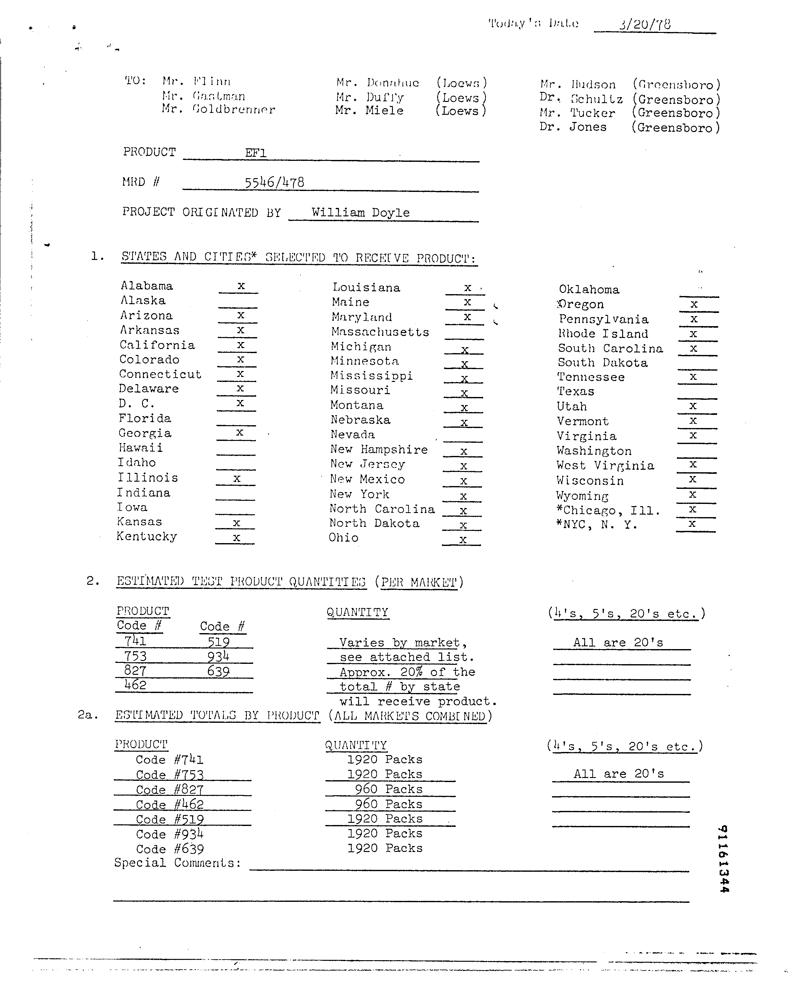 Today's Date 3/20/78
TO: Mr. Flinn Mr. Donahue (Loews) Mr. Hudson (Greensboro)
Mr. Gastman Mr. Duffy (Loews) Dr. Schultz (Greensboro)
Mr. Goldbrenner Mr. Miele (Loews) Mr. Tucker (Greensboro)
Dr. Jones (Greensboro)
PRODUCT EF1
MRD # 5546/478
PROJECT ORIGINATED BY William Doyle
1. STATES AND CITIES* SELECTED TO RECEIVE PRODUCT:
Alabama x Louisiana x Oklahoma
Alaska Maine x Oregon x
Arizona x Maryland x Pennsylvania x
Arkansas x Massachusetts Rhode Island x
California x Michigan x South Carolina x
Colorado x Minnesota x South Dakota
Connecticut x Mississippi x Tennessee x
Delaware x Missouri x Texas
D. C. x Montana x Utah x
Florida Nebraska x Vermont x
Georgia x Nevada Virginia x
Hawaii New Hampshire x Washington
Idaho New Jersey x West Virginia x
Illinois x New Mexico x Wisconsin x
Indiana New York x Wyoming x
Iowa North Carolina x *Chicago, Ill. x
Kansas x North Dakota x *NYC, N. Y. x
Kentucky x Ohio x
2. ESTIMATED TEST PRODUCT QUANTITIES (PER MARKET)
PRODUCT QUANTITY (4's, 5's, 20's etc.)
Code # Code #
741 519 Varies by market, All are 20's
753 934 see attached list.
827 639 Approx. 20% of the
462 total # by state
will receive product.
2a. ESTIMATED TOTALS BY PRODUCT (ALL MARKETS COMBINED)
PRODUCT QUANTITY (4's, 5's, 20's etc.)
Code #741 1920 Packs
Code #753 1920 Packs All are 20's
Code #827 960 Packs
Code #462 960 Packs
Code #519 1920 Packs
Code #934 1920 Packs
Code #639 1920 Packs
Special Comments:
91161344